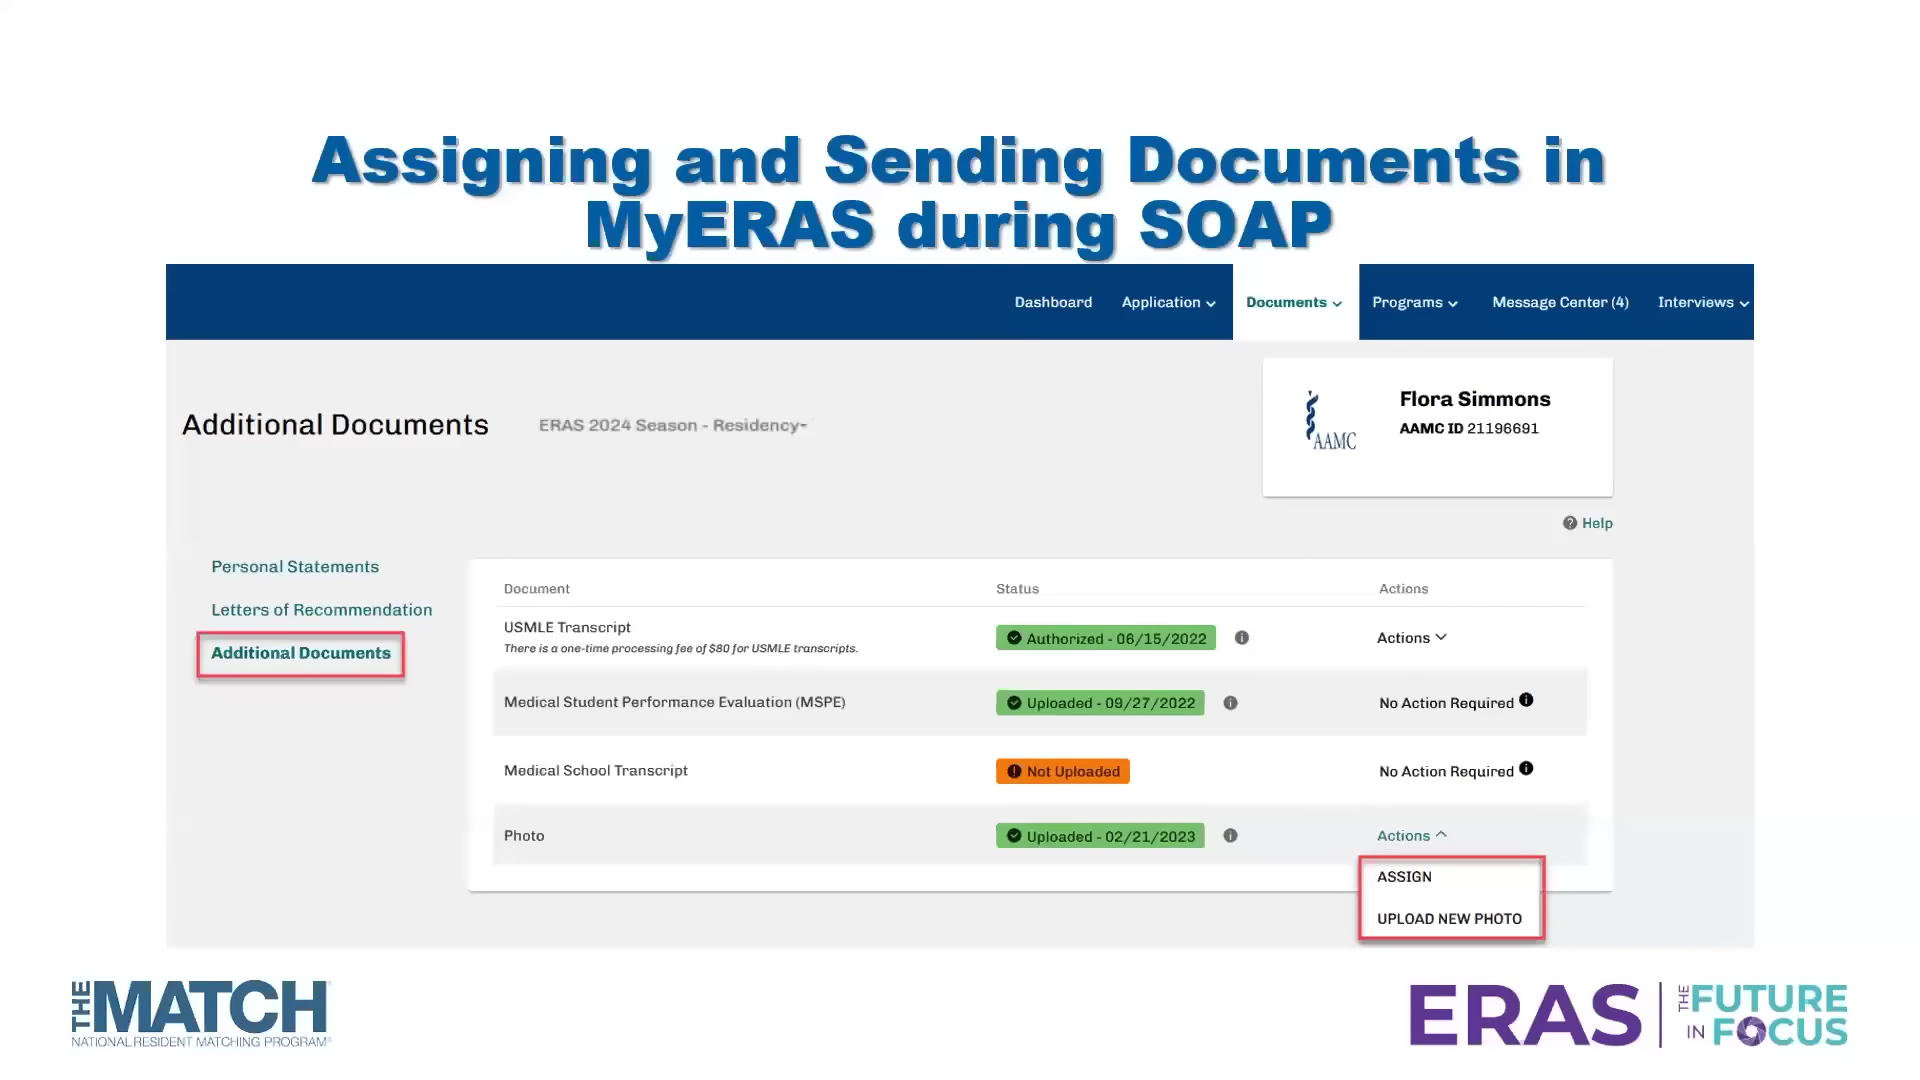 Assigning and Sending Documents in
MyERAS during SOAP
Dashboard Application Documents Programs Message Center (4) Interviews
Additional Documents ERAS 2024 Season - Residency
AAMC
Flora Simmons
AAMC ID 21196691
Help
Personal Statements
Letters of Recommendation
Additional Documents
Document Status Actions
USMLE Transcript
There is a one-time processing fee of $80 for USMLE transcripts.
Authorized - 06/15/2022 Actions
Medical Student Performance Evaluation (MSPE) Uploaded - 09/27/2022 No Action Required
Medical School Transcript Not Uploaded No Action Required
Photo Uploaded - 02/21/2023 Actions
ASSIGN
UPLOAD NEW PHOTO
THE MATCH
NATIONAL RESIDENT MATCHING PROGRAM®
ERAS THE FUTURE
IN FOCUS